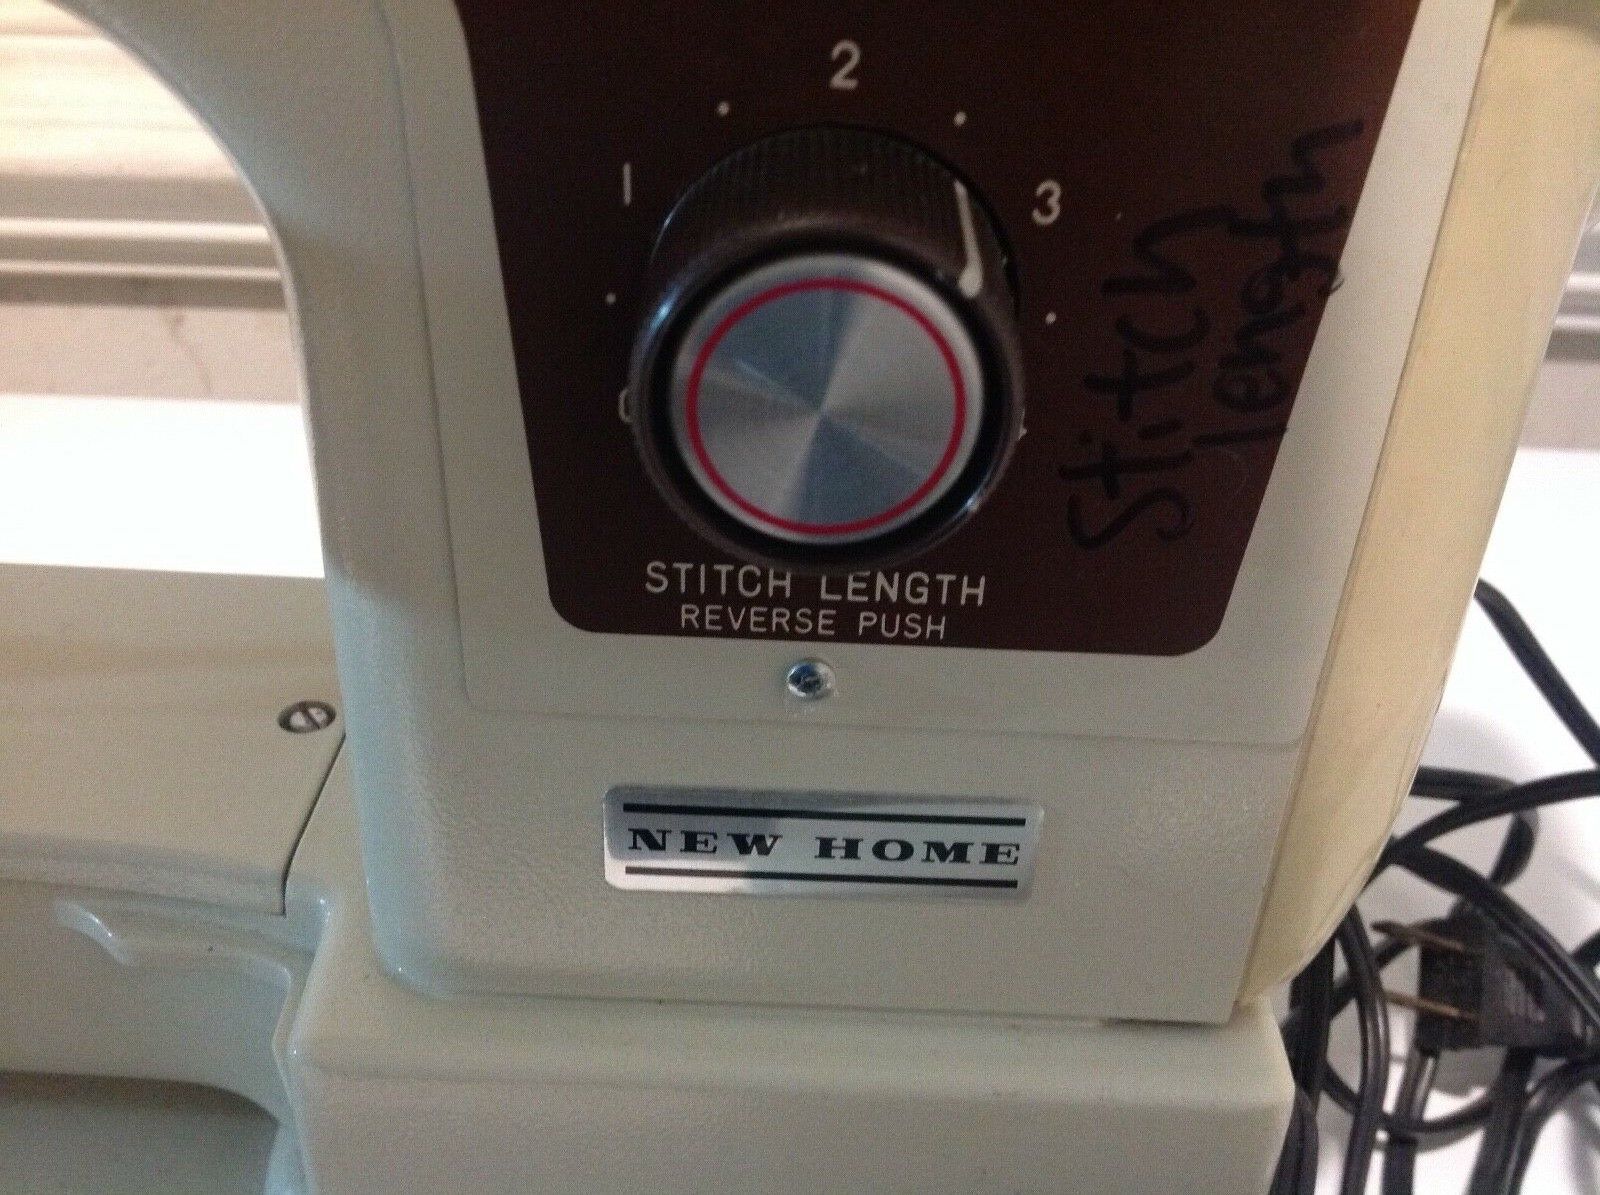 2
1
3
0
STITCH LENGTH
REVERSE PUSH
Stitch
length
NEW HOME